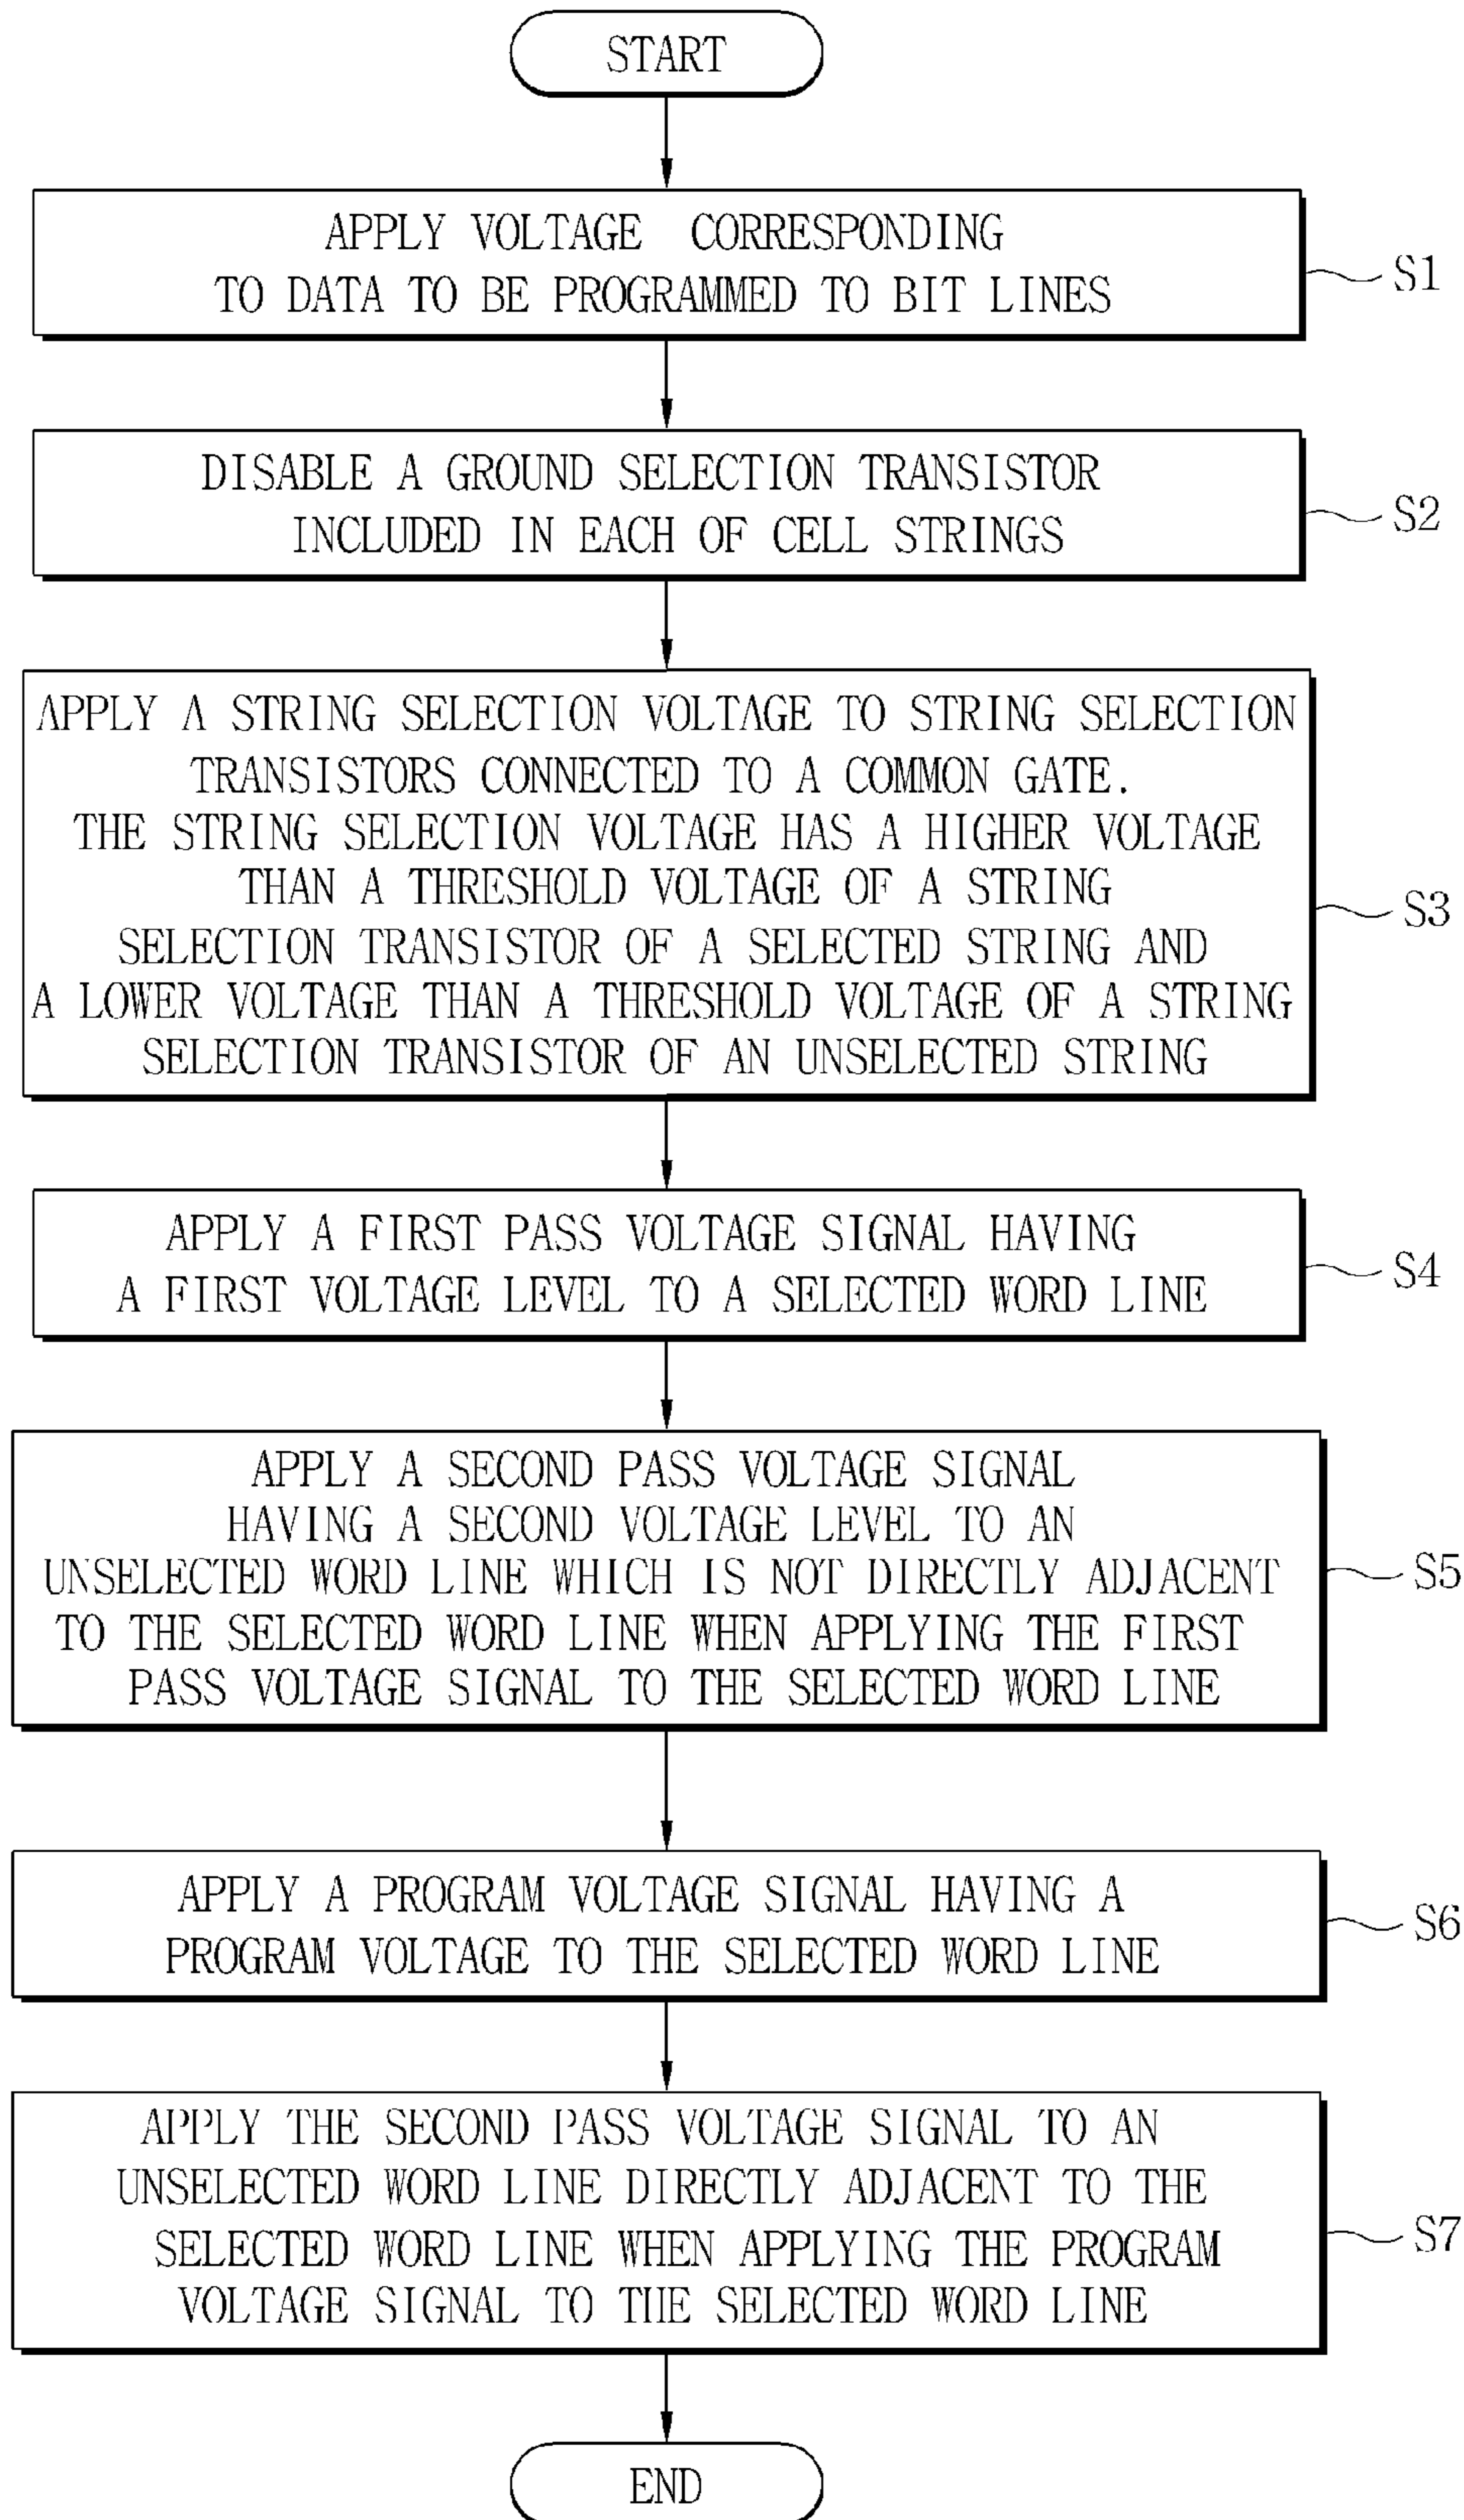 START
APPLY VOLTAGE CORRESPONDING
TO DATA TO BE PROGRAMMED TO BIT LINES
S1
DISABLE A GROUND SELECTION TRANSISTOR
INCLUDED IN EACH OF CELL STRINGS
S2
APPLY A STRING SELECTION VOLTAGE TO STRING SELECTION
TRANSISTORS CONNECTED TO A COMMON GATE.
THE STRING SELECTION VOLTAGE HAS A HIGHER VOLTAGE
THAN A THRESHOLD VOLTAGE OF A STRING
SELECTION TRANSISTOR OF A SELECTED STRING AND
A LOWER VOLTAGE THAN A THRESHOLD VOLTAGE OF A STRING
SELECTION TRANSISTOR OF AN UNSELECTED STRING
S3
APPLY A FIRST PASS VOLTAGE SIGNAL HAVING
A FIRST VOLTAGE LEVEL TO A SELECTED WORD LINE
S4
APPLY A SECOND PASS VOLTAGE SIGNAL
HAVING A SECOND VOLTAGE LEVEL TO AN
UNSELECTED WORD LINE WHICH IS NOT DIRECTLY ADJACENT
TO THE SELECTED WORD LINE WHEN APPLYING THE FIRST
PASS VOLTAGE SIGNAL TO THE SELECTED WORD LINE
S5
APPLY A PROGRAM VOLTAGE SIGNAL HAVING A
PROGRAM VOLTAGE TO THE SELECTED WORD LINE
S6
APPLY THE SECOND PASS VOLTAGE SIGNAL TO AN
UNSELECTED WORD LINE DIRECTLY ADJACENT TO THE
SELECTED WORD LINE WHEN APPLYING THE PROGRAM
VOLTAGE SIGNAL TO THE SELECTED WORD LINE
S7
END